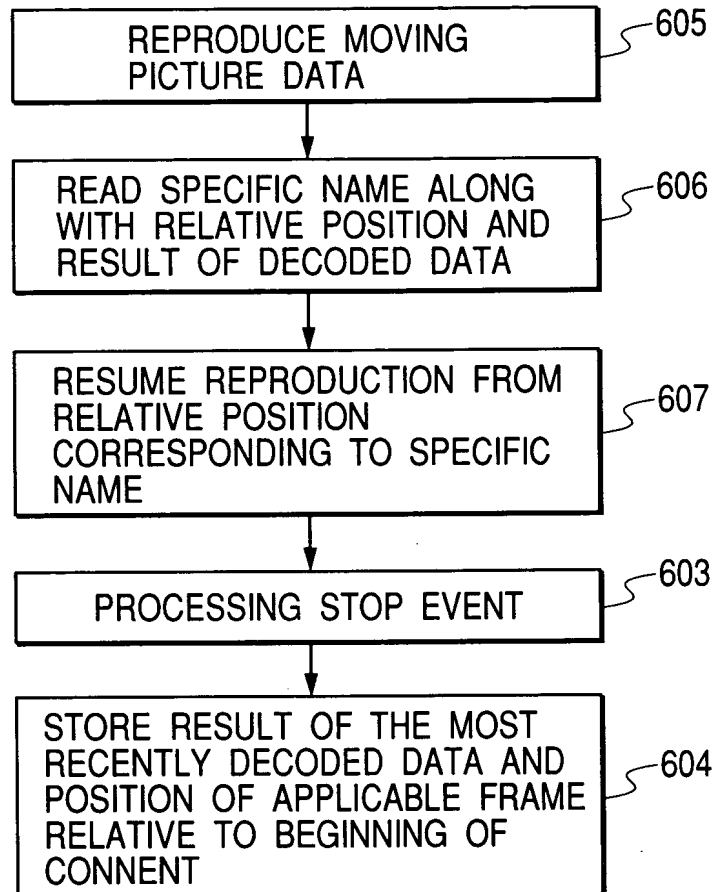 REPRODUCE MOVING
PICTURE DATA
605
READ SPECIFIC NAME ALONG
WITH RELATIVE POSITION AND
RESULT OF DECODED DATA
606
RESUME REPRODUCTION FROM
RELATIVE POSITION
CORRESPONDING TO SPECIFIC
NAME
607
PROCESSING STOP EVENT
603
STORE RESULT OF THE MOST
RECENTLY DECODED DATA AND
POSITION OF APPLICABLE FRAME
RELATIVE TO BEGINNING OF
CONNENT
604